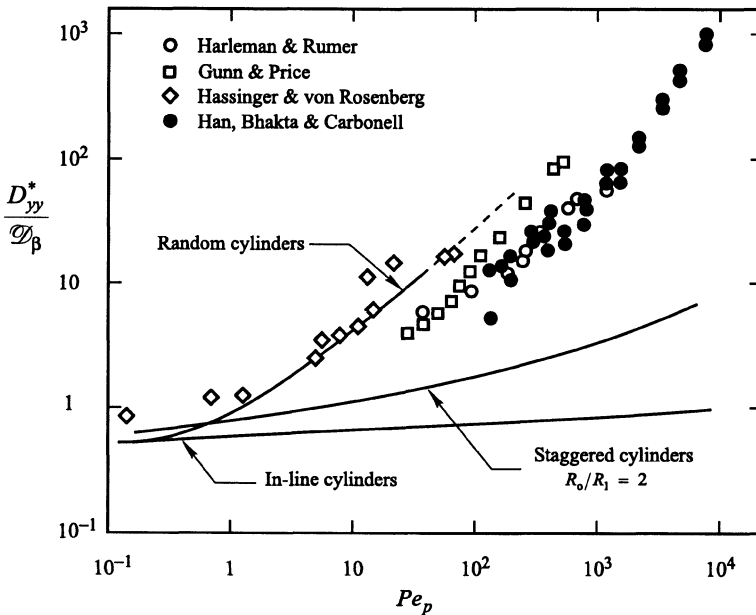 10³
Harleman & Rumer
Gunn & Price
Hassinger & von Rosenberg
Han, Bhakta & Carbonell
10²
D*yy
𝒟β
Random cylinders
10
1
Staggered cylinders
Rₒ/R₁ = 2
In-line cylinders
10⁻¹
10⁻¹ 1 10 10² 10³ 10⁴
Peₚ